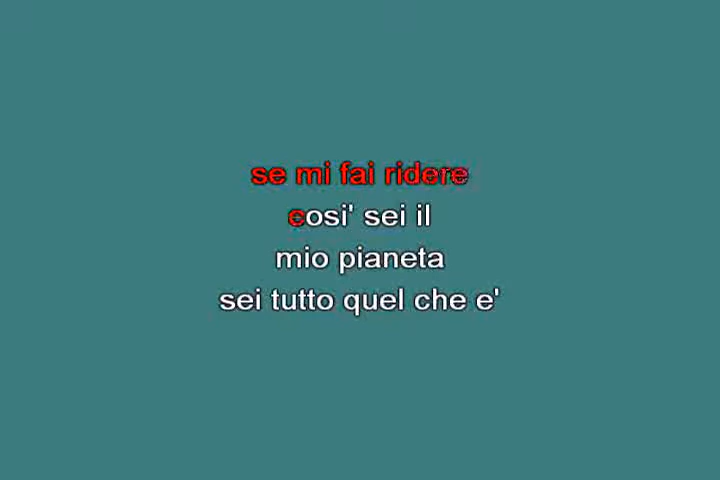 se mi fai ridere
cosi' sei il
mio pianeta
sei tutto quel che e'